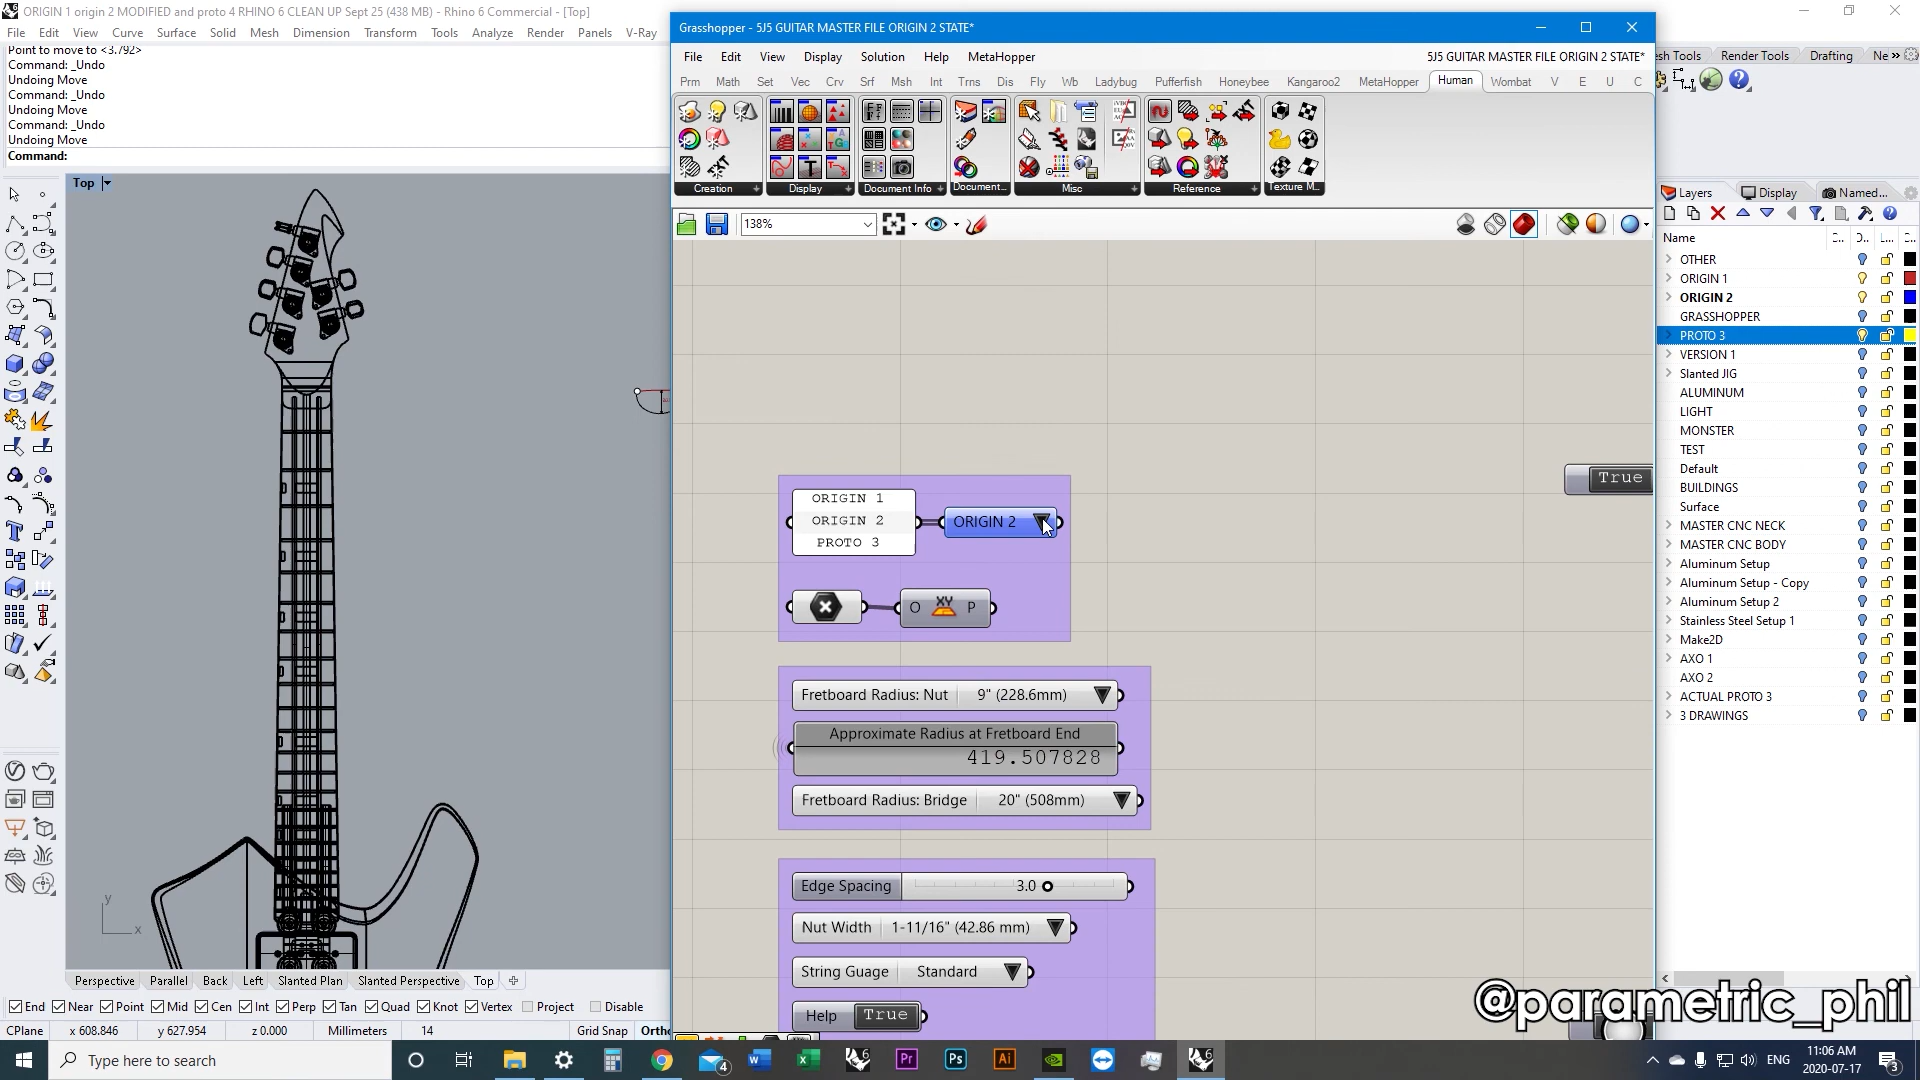 ORIGIN 1 origin 2 MODIFIED and proto 4 RHINO 6 CLEAN UP Sept 25 (438 MB) - Rhino 6 Commercial - [Top]
File Edit View Curve Surface Solid Mesh Dimension Transform Tools Analyze Render Panels V-Ray
Point to move to <3.792>
Command: _Undo
Undoing Move
Command: _Undo
Undoing Move
Command: _Undo
Undoing Move
Command:
Top
Grasshopper - 5J5 GUITAR MASTER FILE ORIGIN 2 STATE*
File Edit View Display Solution Help MetaHopper
5J5 GUITAR MASTER FILE ORIGIN 2 STATE*
Prm Math Set Vec Crv Srf Msh Int Trns Dis Fly Wb Ladybug Pufferfish Honeybee Kangaroo2 MetaHopper Human Wombat V E U C
Creation Display Document Info Document... Misc Reference Texture M...
138%
ORIGIN 1
ORIGIN 2
PROTO 3
ORIGIN 2
O XY P
True
Fretboard Radius: Nut 9" (228.6mm)
Approximate Radius at Fretboard End
419.507828
Fretboard Radius: Bridge 20" (508mm)
Edge Spacing 3.0
Nut Width 1-11/16" (42.86 mm)
String Guage Standard
Help True
esh Tools Render Tools Drafting Ne »
Layers Display Named...
Name
OTHER
ORIGIN 1
ORIGIN 2
GRASSHOPPER
PROTO 3
VERSION 1
Slanted JIG
ALUMINUM
LIGHT
MONSTER
TEST
Default
BUILDINGS
Surface
MASTER CNC NECK
MASTER CNC BODY
Aluminum Setup
Aluminum Setup - Copy
Aluminum Setup 2
Stainless Steel Setup 1
Make2D
AXO 1
AXO 2
ACTUAL PROTO 3
3 DRAWINGS
y
x
Perspective Parallel Back Left Slanted Plan Slanted Perspective Top
End Near Point Mid Cen Int Perp Tan Quad Knot Vertex Project Disable
CPlane x 608.846 y 627.954 z 0.000 Millimeters 14 Grid Snap Ortho
@parametric_phil
Type here to search
4
ENG
11:06 AM
2020-07-17
3